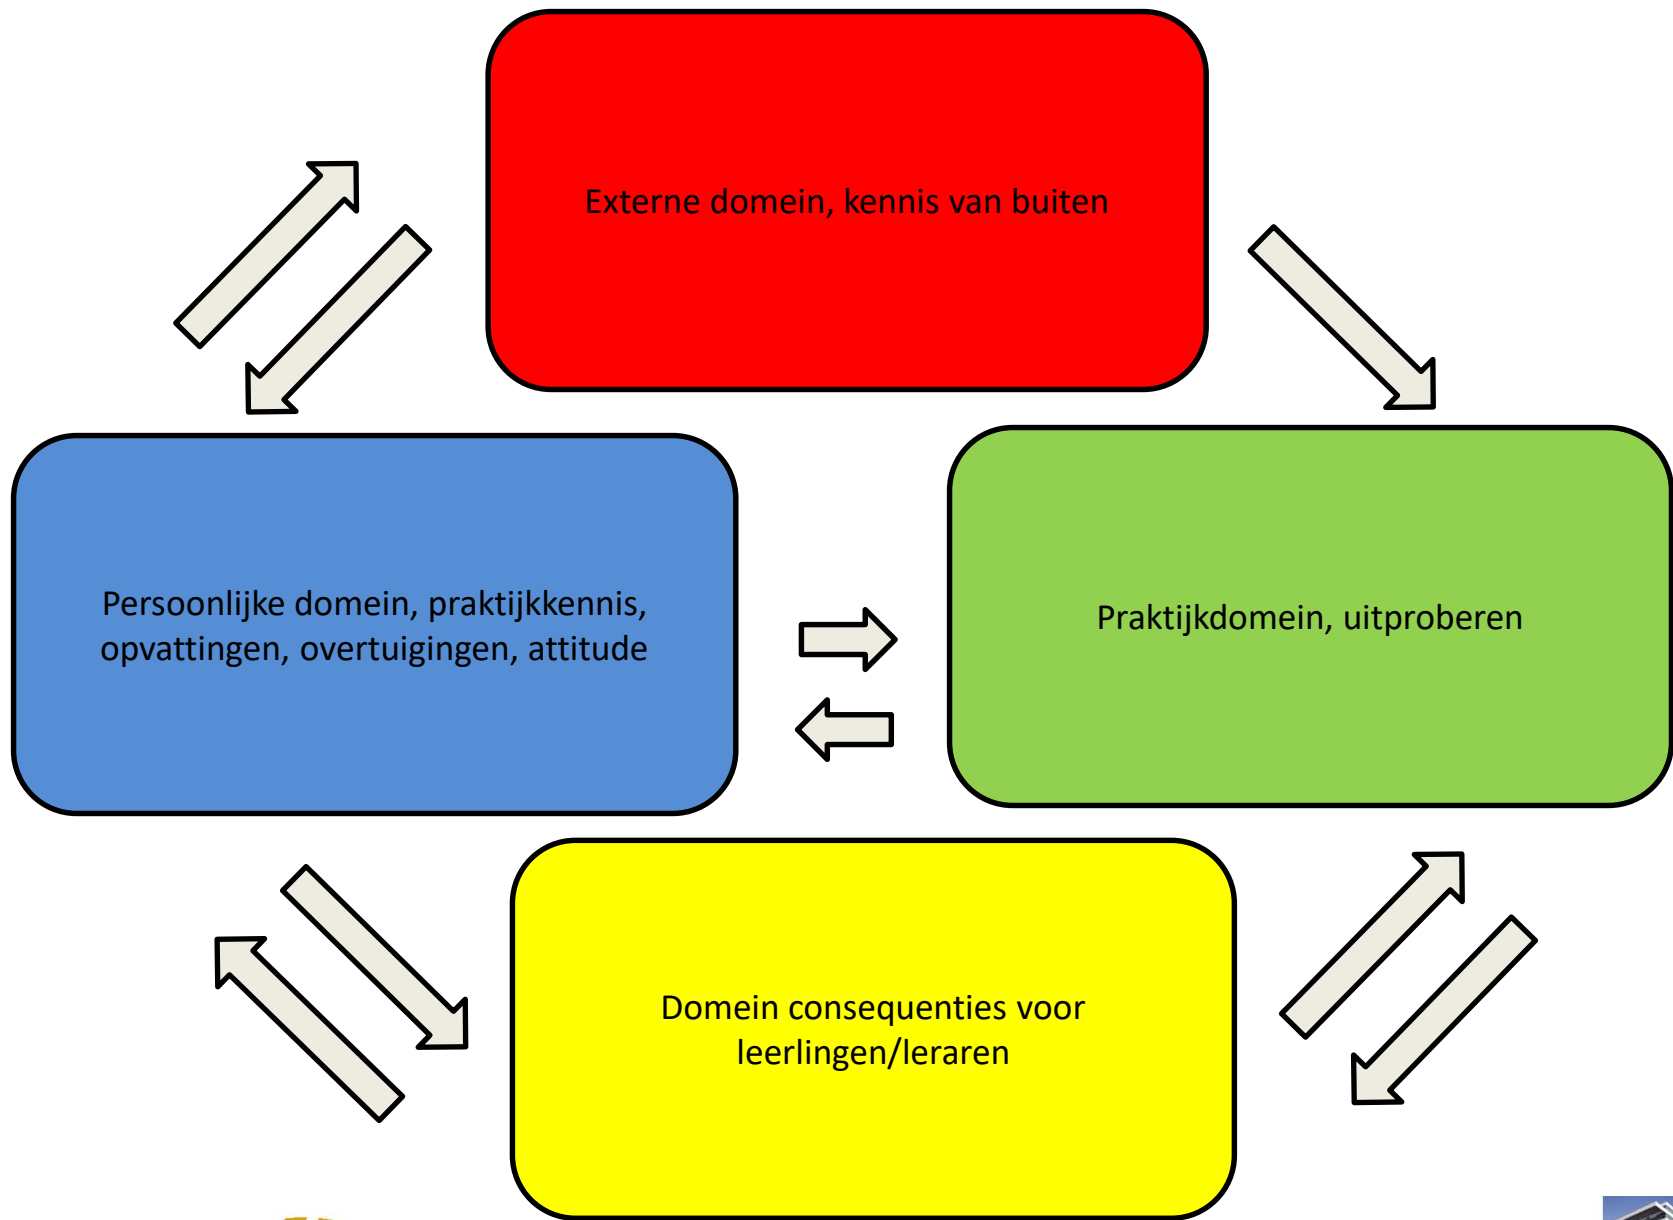 Externe domein, kennis van buiten
Persoonlijke domein, praktijkkennis,
opvattingen, overtuigingen, attitude
Praktijkdomein, uitproberen
Domein consequenties voor
leerlingen/leraren